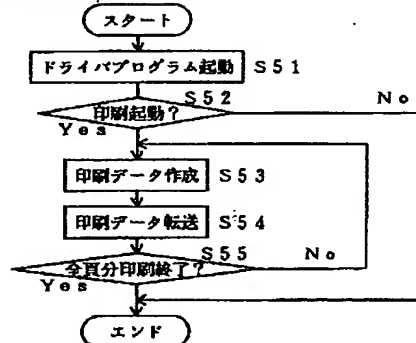 スタート
ドライバプログラム起動 S51
印刷起動? S52
No
Yes
印刷データ作成 S53
印刷データ転送 S54
全頁分印刷終了? S55
No
Yes
エンド